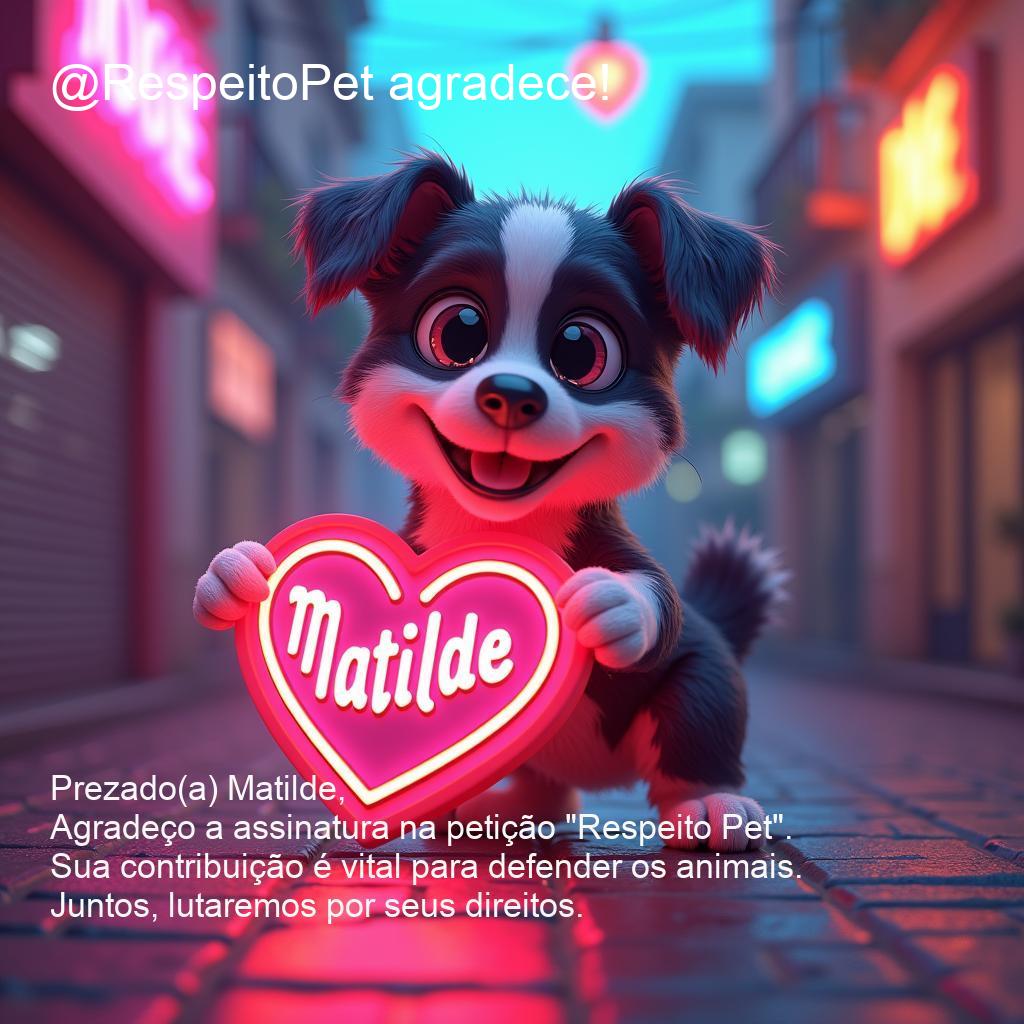 @RespeitoPet agradece!
Matilde
Prezado(a) Matilde,
Agradeço a assinatura na petição "Respeito Pet".
Sua contribuição é vital para defender os animais.
Juntos, lutaremos por seus direitos.